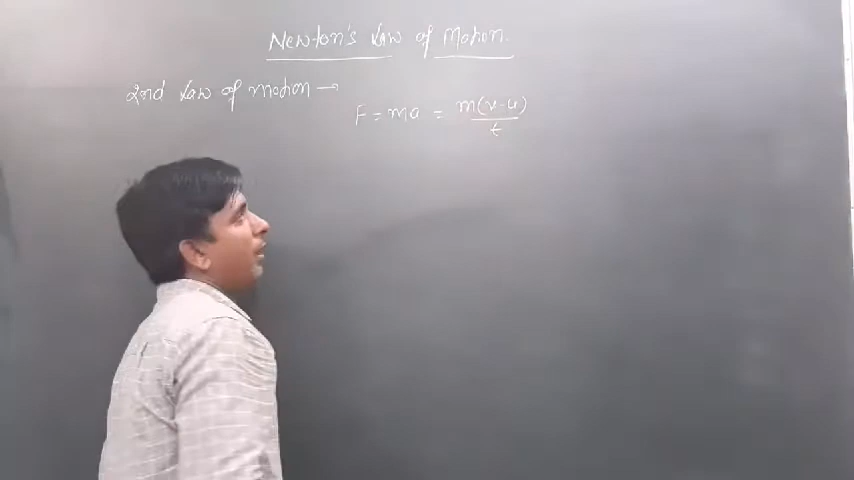 Newton's Law of Motion.
2nd Law of motion →
F = ma = m(v-u)/t